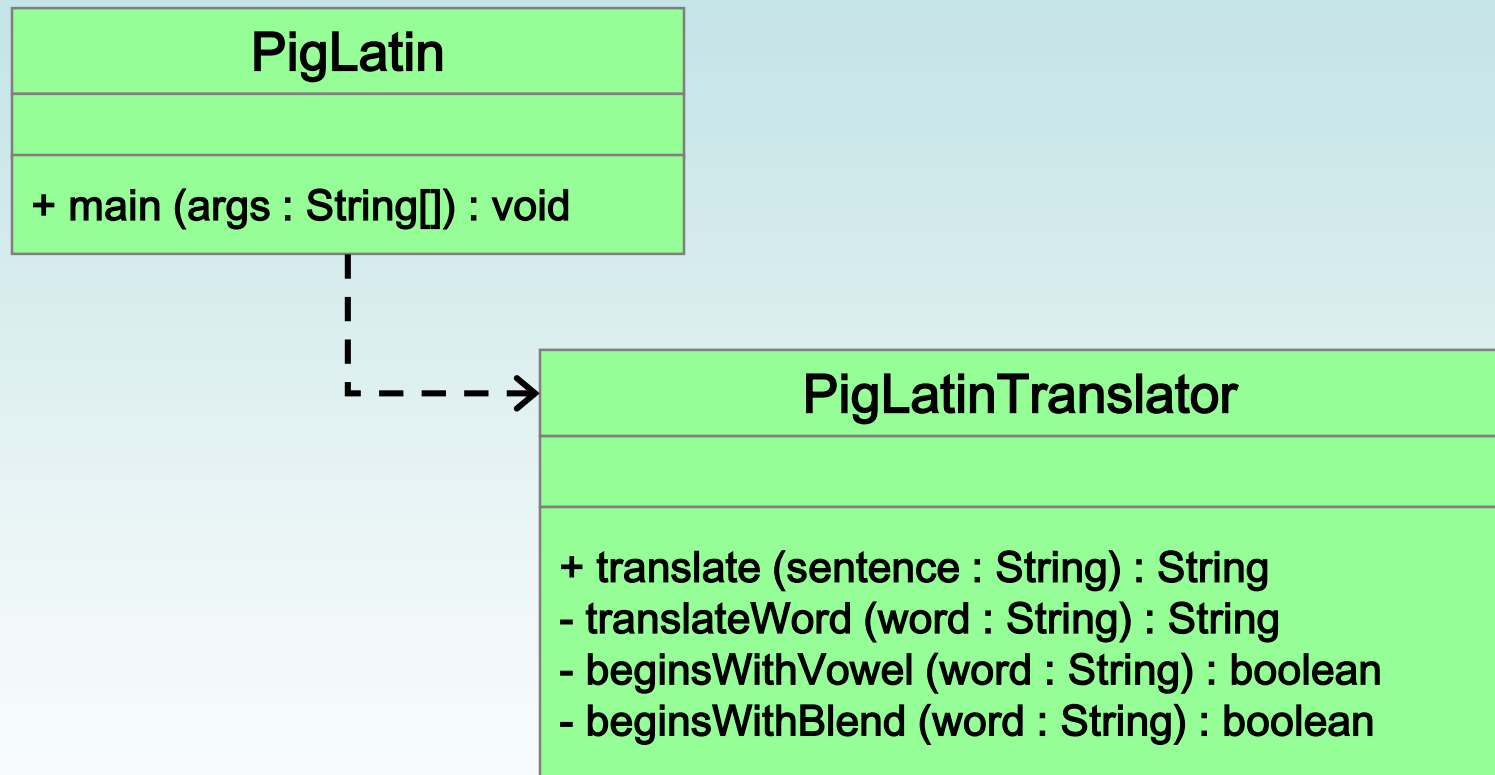 PigLatin
+ main (args : String[]) : void
PigLatinTranslator
+ translate (sentence : String) : String
- translateWord (word : String) : String
- beginsWithVowel (word : String) : boolean
- beginsWithBlend (word : String) : boolean